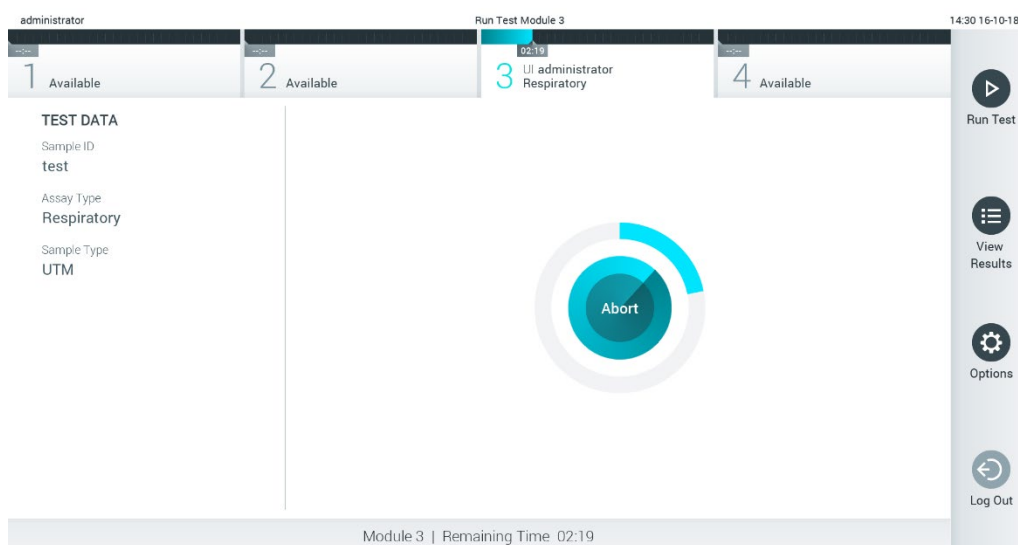 administrator
Run Test Module 3
14:30 16-10-18
--:--
1 Available
--:--
2 Available
02:19
3 UI administrator
Respiratory
--:--
4 Available
TEST DATA
Sample ID
test
Assay Type
Respiratory
Sample Type
UTM
Abort
Run Test
View
Results
Options
Log Out
Module 3 | Remaining Time 02:19